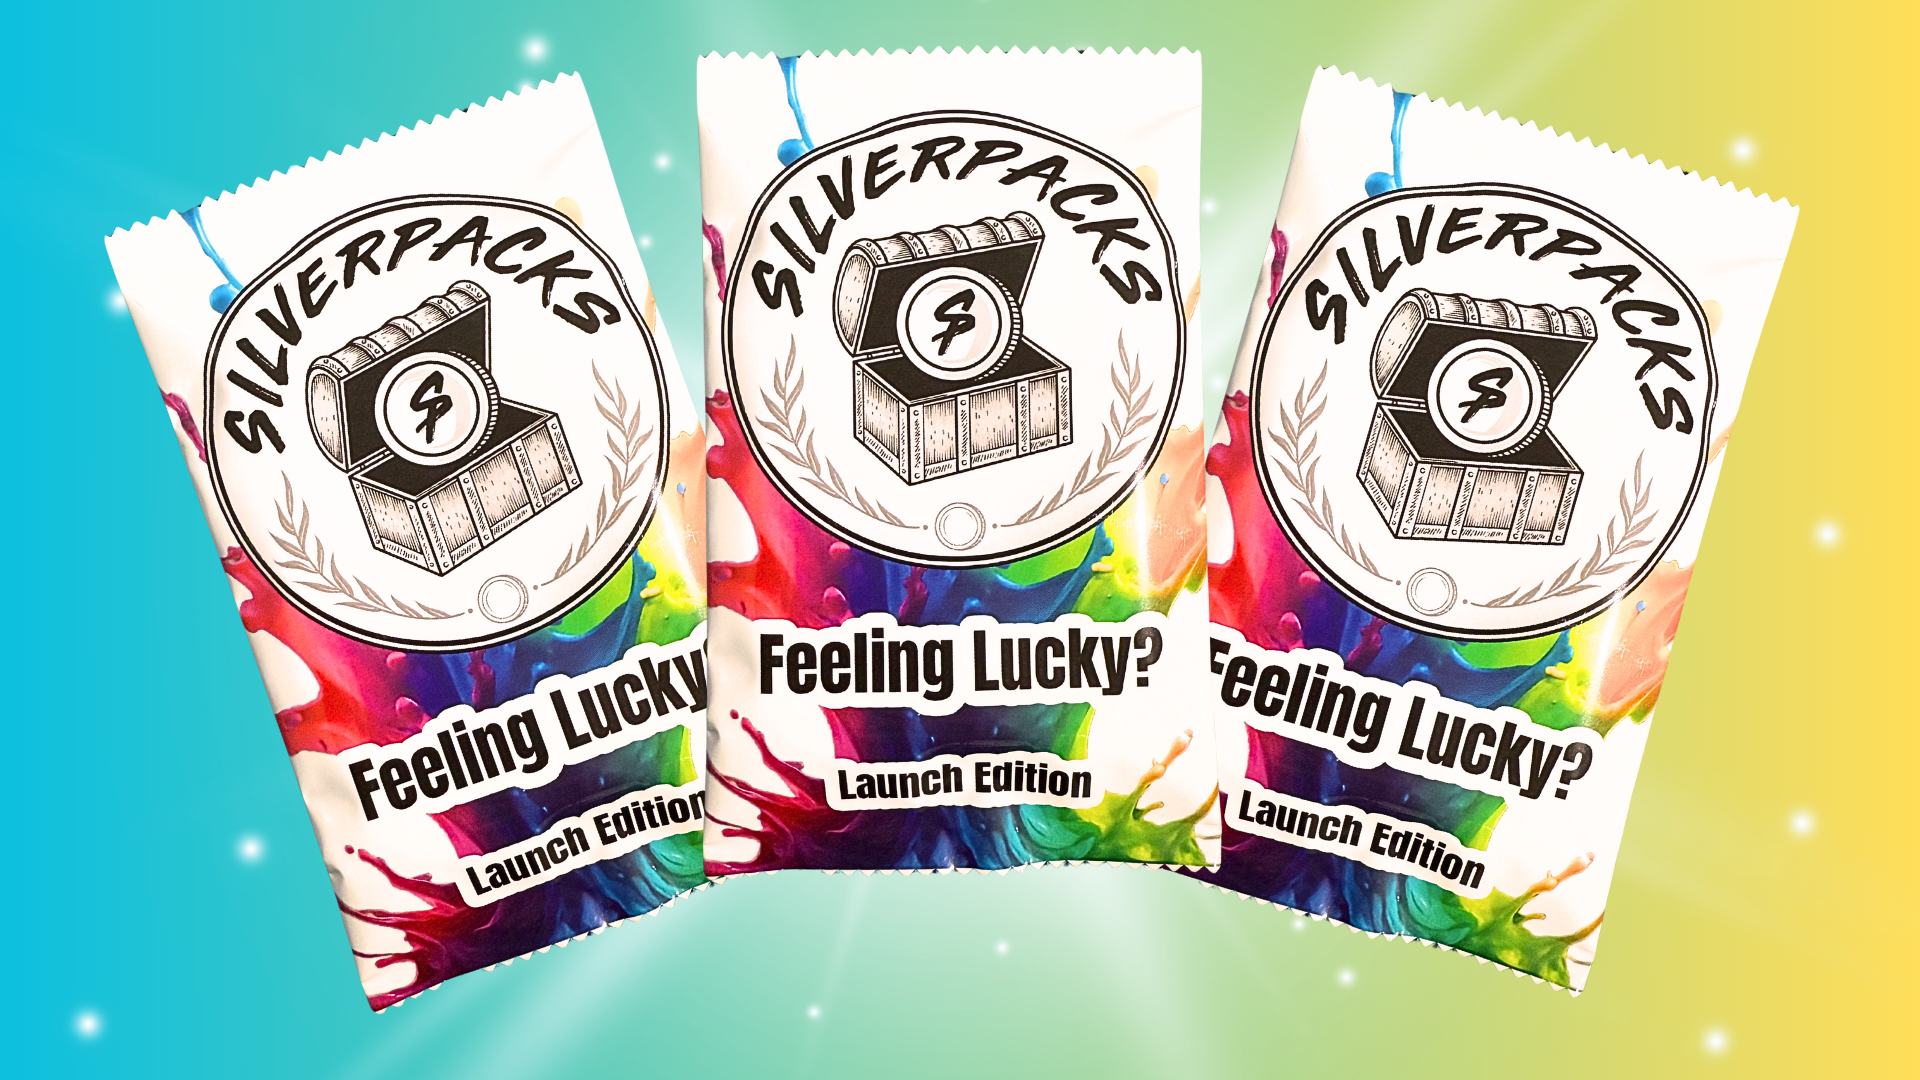 SILVERPACKS
SP
Feeling Lucky
Launch Edition
SILVERPACKS
SP
Feeling Lucky?
Launch Edition
SILVERPACKS
SP
Feeling Lucky?
Launch Edition